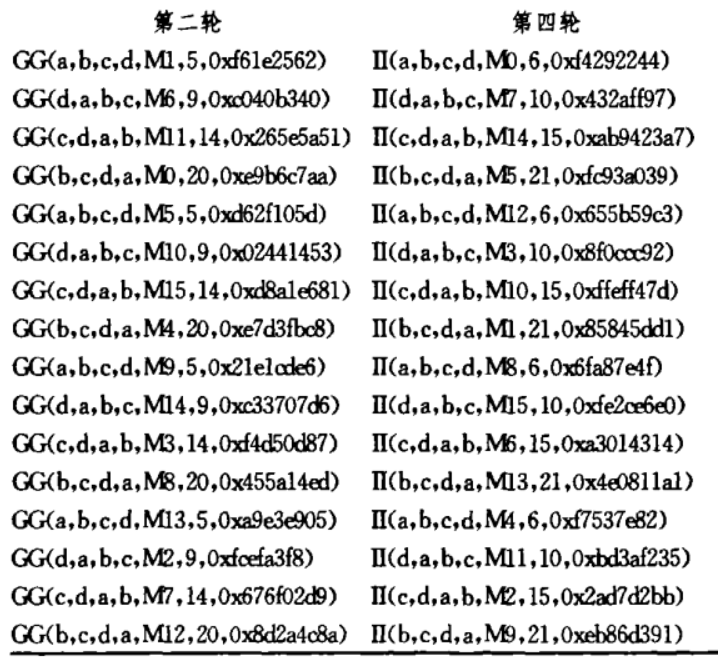 第二轮
GG(a,b,c,d,M1,5,0xf61e2562)
GG(d,a,b,c,M6,9,0xc040b340)
GG(c,d,a,b,M11,14,0x265e5a51)
GG(b,c,d,a,M0,20,0xe9b6c7aa)
GG(a,b,c,d,M5,5,0xd62f105d)
GG(d,a,b,c,M10,9,0x02441453)
GG(c,d,a,b,M15,14,0xd8a1e681)
GG(b,c,d,a,M4,20,0xe7d3fbc8)
GG(a,b,c,d,M9,5,0x21e1cde6)
GG(d,a,b,c,M14,9,0xc33707d6)
GG(c,d,a,b,M3,14,0xf4d50d87)
GG(b,c,d,a,M8,20,0x455a14ed)
GG(a,b,c,d,M13,5,0xa9e3e905)
GG(d,a,b,c,M2,9,0xfcefa3f8)
GG(c,d,a,b,M7,14,0x676f02d9)
GG(b,c,d,a,M12,20,0x8d2a4c8a)
第四轮
II(a,b,c,d,M0,6,0xf4292244)
II(d,a,b,c,M7,10,0x432aff97)
II(c,d,a,b,M14,15,0xab9423a7)
II(b,c,d,a,M5,21,0xfc93a039)
II(a,b,c,d,M12,6,0x655b59c3)
II(d,a,b,c,M3,10,0x8f0ccc92)
II(c,d,a,b,M10,15,0xffeff47d)
II(b,c,d,a,M1,21,0x85845dd1)
II(a,b,c,d,M8,6,0x6fa87e4f)
II(d,a,b,c,M15,10,0xfe2ce6e0)
II(c,d,a,b,M6,15,0xa3014314)
II(b,c,d,a,M13,21,0x4e0811a1)
II(a,b,c,d,M4,6,0xf7537e82)
II(d,a,b,c,M11,10,0xbd3af235)
II(c,d,a,b,M2,15,0x2ad7d2bb)
II(b,c,d,a,M9,21,0xeb86d391)